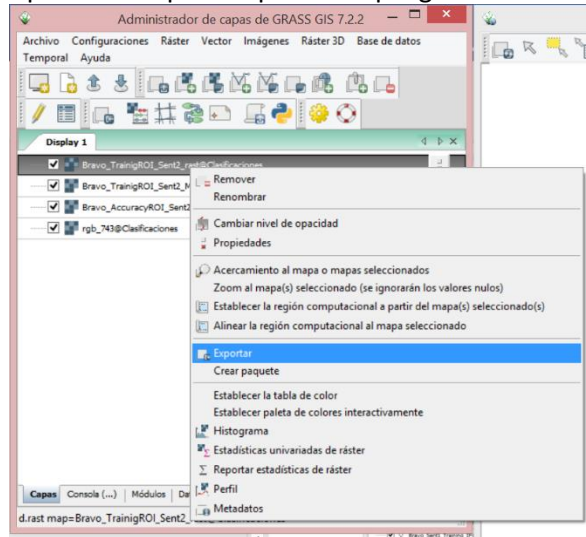 Administrador de capas de GRASS GIS 7.2.2
Archivo Configuraciones Ráster Vector Imágenes Ráster 3D Base de datos
Temporal Ayuda
Display 1
Bravo_TrainigROI_Sent2_rast@Clasificaciones
Bravo_TrainigROI_Sent2_M
Bravo_AccuracyROI_Sent2
rgb_743@Clasificaciones
Remover
Renombrar
Cambiar nivel de opacidad
Propiedades
Acercamiento al mapa o mapas seleccionados
Zoom al mapa(s) seleccionado (se ignorarán los valores nulos)
Establecer la región computacional a partir del mapa(s) seleccionado(s)
Alinear la región computacional al mapa seleccionado
Exportar
Crear paquete
Establecer la tabla de color
Establecer paleta de colores interactivamente
Histograma
Estadísticas univariadas de ráster
Reportar estadísticas de ráster
Perfil
Metadatos
Capas Consola (...) Módulos Da
d.rast map=Bravo_TrainigROI_Sent2_